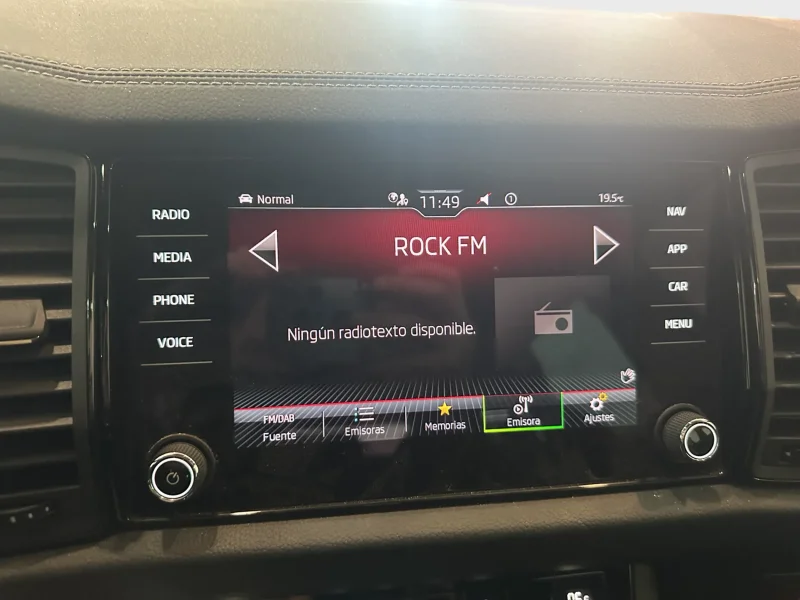 Normal
11:49
1
19.5°C
RADIO
MEDIA
PHONE
VOICE
ROCK FM
Ningún radiotexto disponible.
FM/DAB
Fuente
Emisoras
Memorias
Emisora
Ajustes
NAV
APP
CAR
MENU